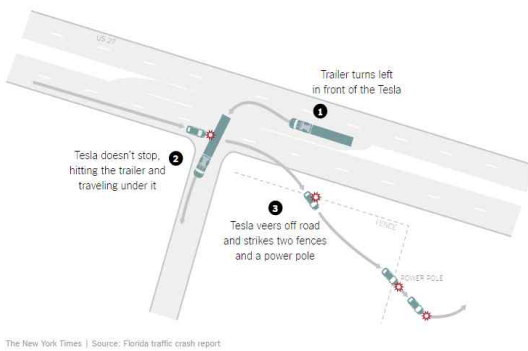 US 27
Trailer turns left
in front of the Tesla
1
Tesla doesn't stop,
hitting the trailer and
traveling under it
2
3
Tesla veers off road
and strikes two fences
and a power pole
FENCE
POWER POLE
The New York Times | Source: Florida traffic crash report